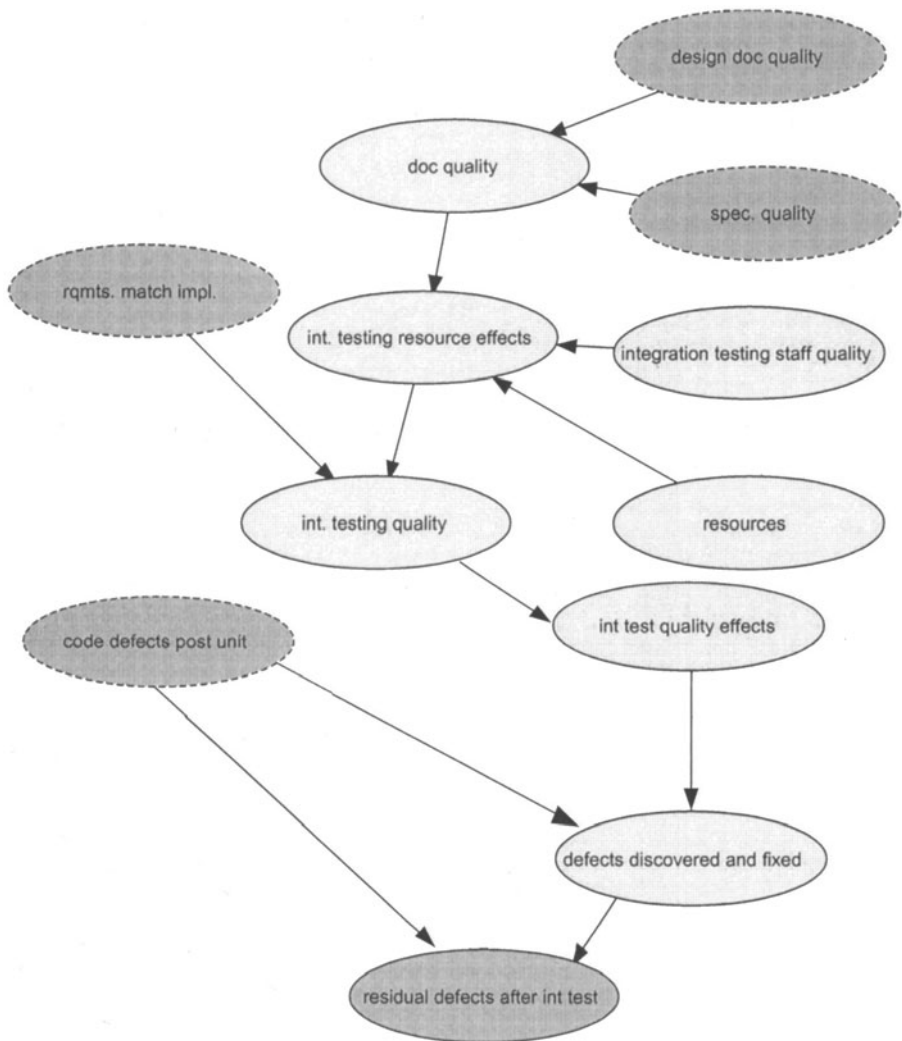 design doc quality
doc quality
spec. quality
rqmts. match impl.
int. testing resource effects
integration testing staff quality
int. testing quality
resources
int test quality effects
code defects post unit
defects discovered and fixed
residual defects after int test